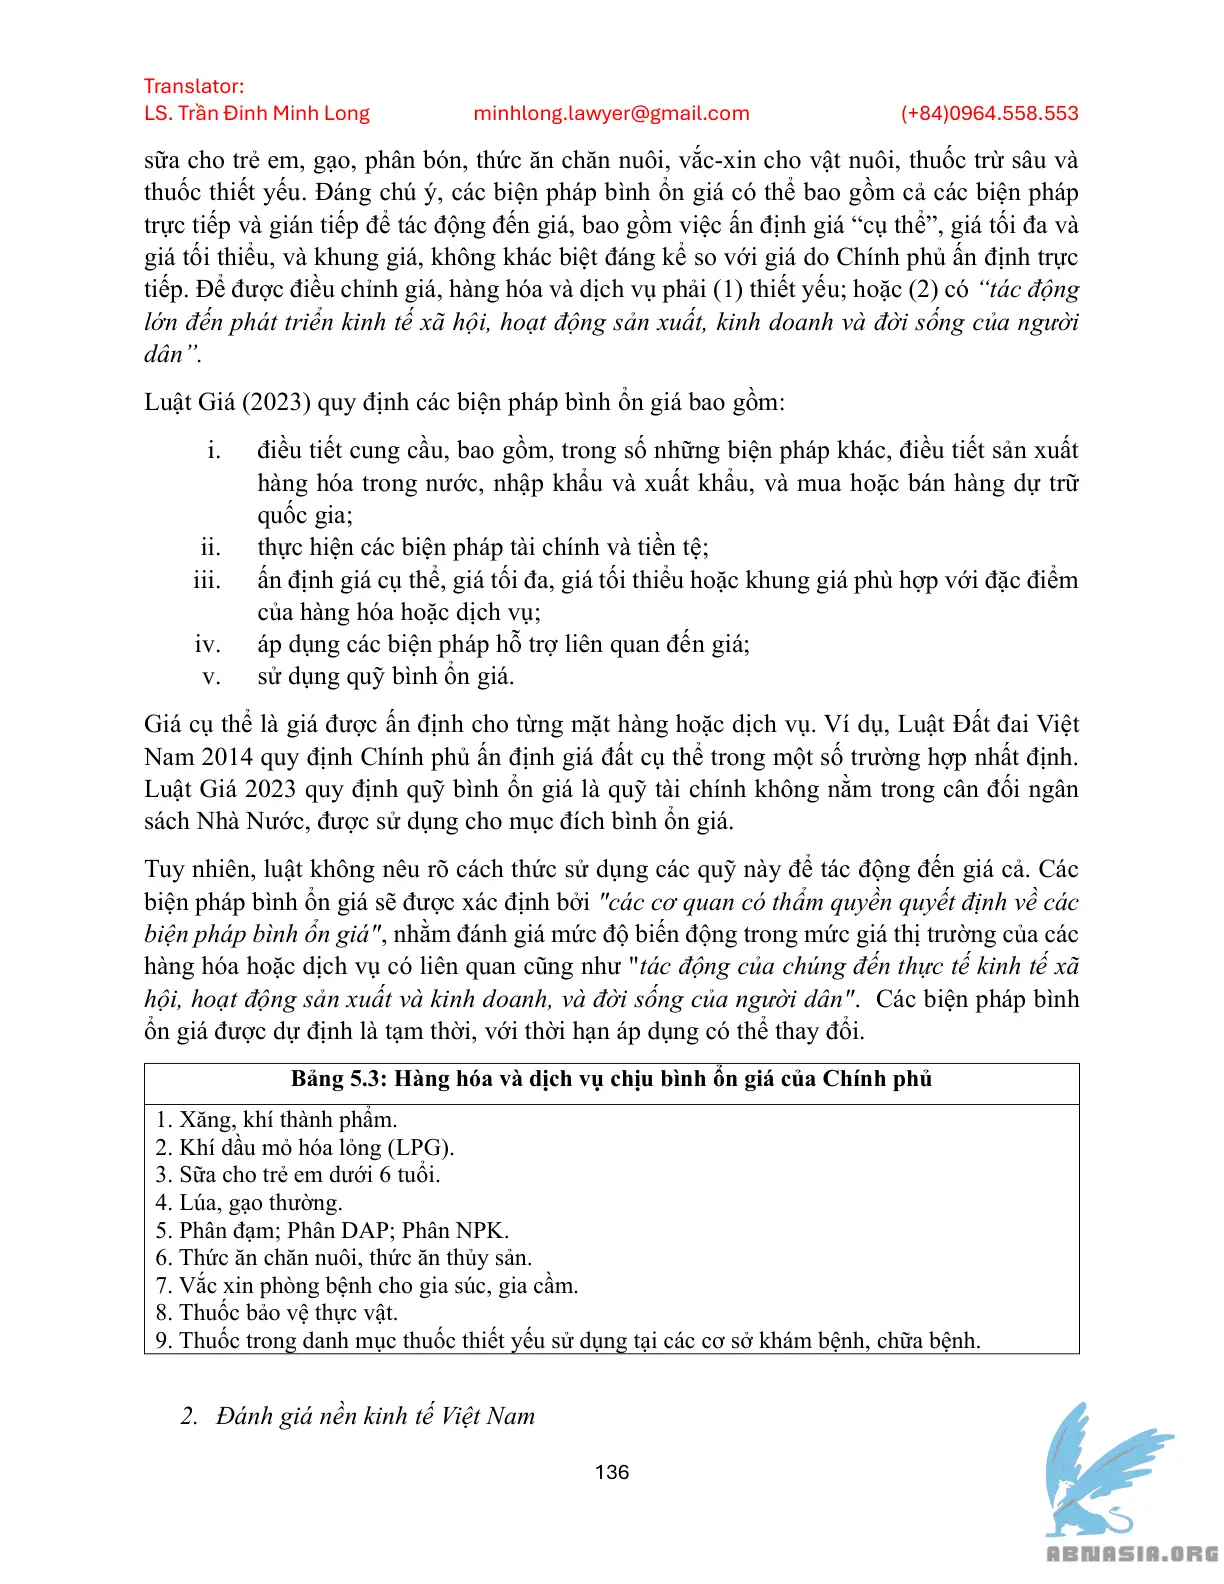 Translator:
LS. Trần Đinh Minh Long minhlong.lawyer@gmail.com (+84)0964.558.553
sữa cho trẻ em, gạo, phân bón, thức ăn chăn nuôi, vắc-xin cho vật nuôi, thuốc trừ sâu và
thuốc thiết yếu. Đáng chú ý, các biện pháp bình ổn giá có thể bao gồm cả các biện pháp
trực tiếp và gián tiếp để tác động đến giá, bao gồm việc ấn định giá “cụ thể”, giá tối đa và
giá tối thiểu, và khung giá, không khác biệt đáng kể so với giá do Chính phủ ấn định trực
tiếp. Để được điều chỉnh giá, hàng hóa và dịch vụ phải (1) thiết yếu; hoặc (2) có “tác động
lớn đến phát triển kinh tế xã hội, hoạt động sản xuất, kinh doanh và đời sống của người
dân”.
Luật Giá (2023) quy định các biện pháp bình ổn giá bao gồm:
i. điều tiết cung cầu, bao gồm, trong số những biện pháp khác, điều tiết sản xuất
hàng hóa trong nước, nhập khẩu và xuất khẩu, và mua hoặc bán hàng dự trữ
quốc gia;
ii. thực hiện các biện pháp tài chính và tiền tệ;
iii. ấn định giá cụ thể, giá tối đa, giá tối thiểu hoặc khung giá phù hợp với đặc điểm
của hàng hóa hoặc dịch vụ;
iv. áp dụng các biện pháp hỗ trợ liên quan đến giá;
v. sử dụng quỹ bình ổn giá.
Giá cụ thể là giá được ấn định cho từng mặt hàng hoặc dịch vụ. Ví dụ, Luật Đất đai Việt
Nam 2014 quy định Chính phủ ấn định giá đất cụ thể trong một số trường hợp nhất định.
Luật Giá 2023 quy định quỹ bình ổn giá là quỹ tài chính không nằm trong cân đối ngân
sách Nhà Nước, được sử dụng cho mục đích bình ổn giá.
Tuy nhiên, luật không nêu rõ cách thức sử dụng các quỹ này để tác động đến giá cả. Các
biện pháp bình ổn giá sẽ được xác định bởi "các cơ quan có thẩm quyền quyết định về các
biện pháp bình ổn giá", nhằm đánh giá mức độ biến động trong mức giá thị trường của các
hàng hóa hoặc dịch vụ có liên quan cũng như "tác động của chúng đến thực tế kinh tế xã
hội, hoạt động sản xuất và kinh doanh, và đời sống của người dân". Các biện pháp bình
ổn giá được dự định là tạm thời, với thời hạn áp dụng có thể thay đổi.
Bảng 5.3: Hàng hóa và dịch vụ chịu bình ổn giá của Chính phủ
1. Xăng, khí thành phẩm.
2. Khí dầu mỏ hóa lỏng (LPG).
3. Sữa cho trẻ em dưới 6 tuổi.
4. Lúa, gạo thường.
5. Phân đạm; Phân DAP; Phân NPK.
6. Thức ăn chăn nuôi, thức ăn thủy sản.
7. Vắc xin phòng bệnh cho gia súc, gia cầm.
8. Thuốc bảo vệ thực vật.
9. Thuốc trong danh mục thuốc thiết yếu sử dụng tại các cơ sở khám bệnh, chữa bệnh.
2. Đánh giá nền kinh tế Việt Nam
136
ABNASIA.ORG